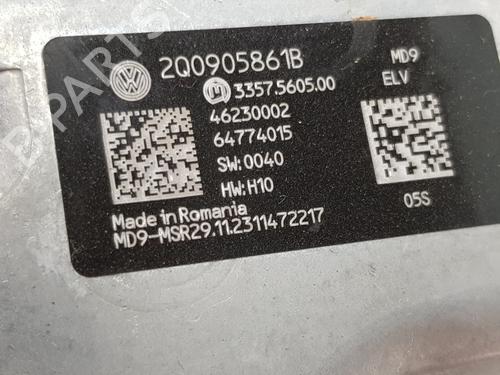 2Q0905861B
MD9
ELV
3357.5605.00
46230002
64774015
SW:0040
HW:H10
05S
Made in Romania
MD9-MSR29.11.2311472217